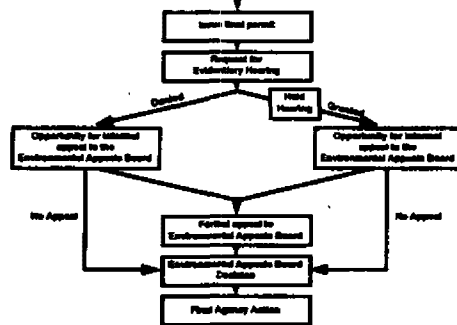 Issue final permit
Request for
Evidentiary Hearing
Denied
Hold
Hearing
Granted
Opportunity for informal
appeal to the
Environmental Appeals Board
Opportunity for informal
appeal to the
Environmental Appeals Board
No Appeal
No Appeal
Formal appeal to
Environmental Appeals Board
Environmental Appeals Board
Decision
Final Agency Action